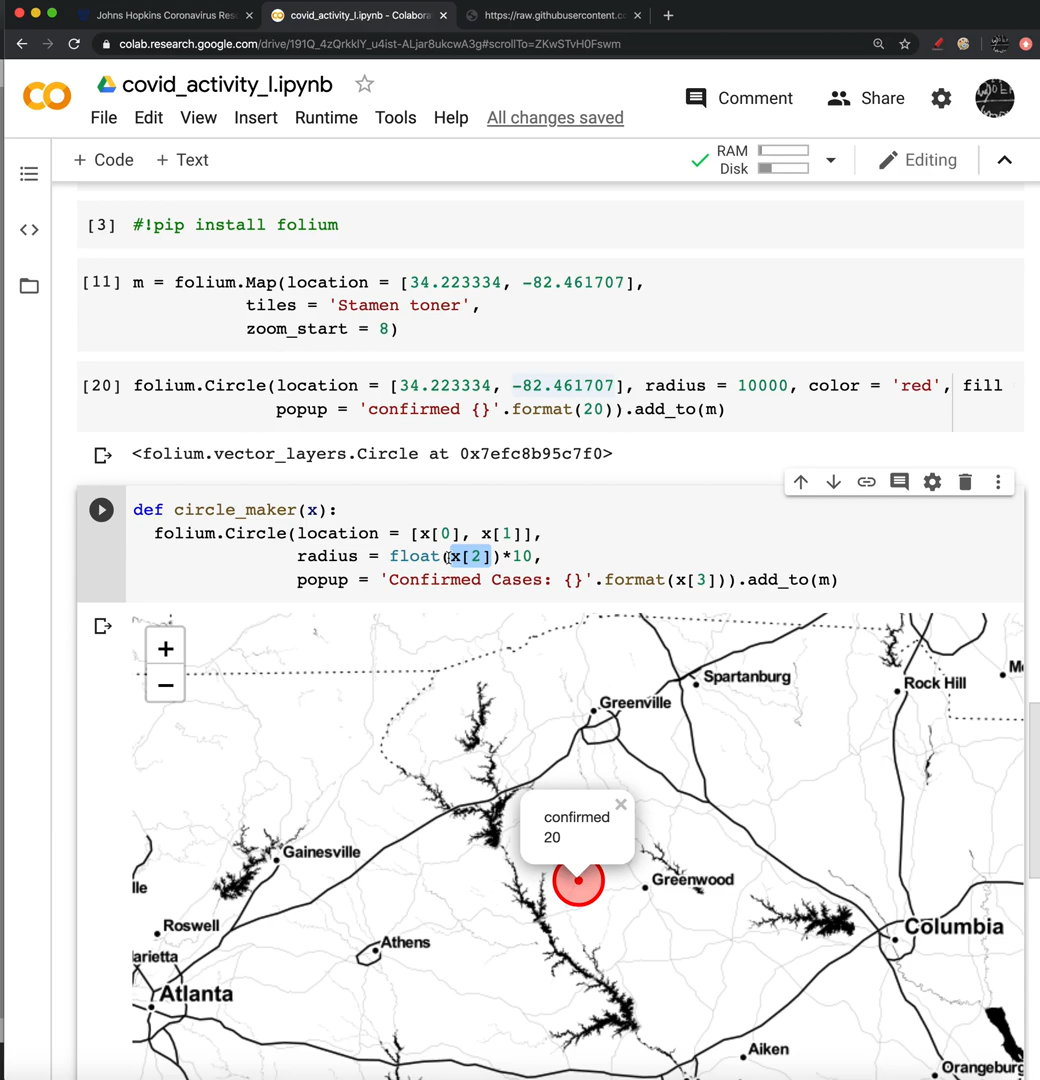 Johns Hopkins Coronavirus Res
covid_activity_I.ipynb - Colabora
https://raw.githubusercontent.c
colab.research.google.com/drive/191Q_4zQrkklY_u4ist-ALjar8ukcwA3g#scrollTo=ZKwSTvH0Fswm
covid_activity_I.ipynb
Comment
Share
File Edit View Insert Runtime Tools Help All changes saved
+ Code + Text
RAM
Disk
Editing
[3] #!pip install folium
[11] m = folium.Map(location = [34.223334, -82.461707],
tiles = 'Stamen toner',
zoom_start = 8)
[20] folium.Circle(location = [34.223334, -82.461707], radius = 10000, color = 'red', fill
popup = 'confirmed {}'.format(20)).add_to(m)
<folium.vector_layers.Circle at 0x7efc8b95c7f0>
def circle_maker(x):
folium.Circle(location = [x[0], x[1]],
radius = float(x[2])*10,
popup = 'Confirmed Cases: {}'.format(x[3])).add_to(m)
+
−
Spartanburg
Rock Hill
Greenville
confirmed
20
Gainesville
lle
Greenwood
Roswell
Columbia
Athens
arietta
Atlanta
Aiken
Orangeburg